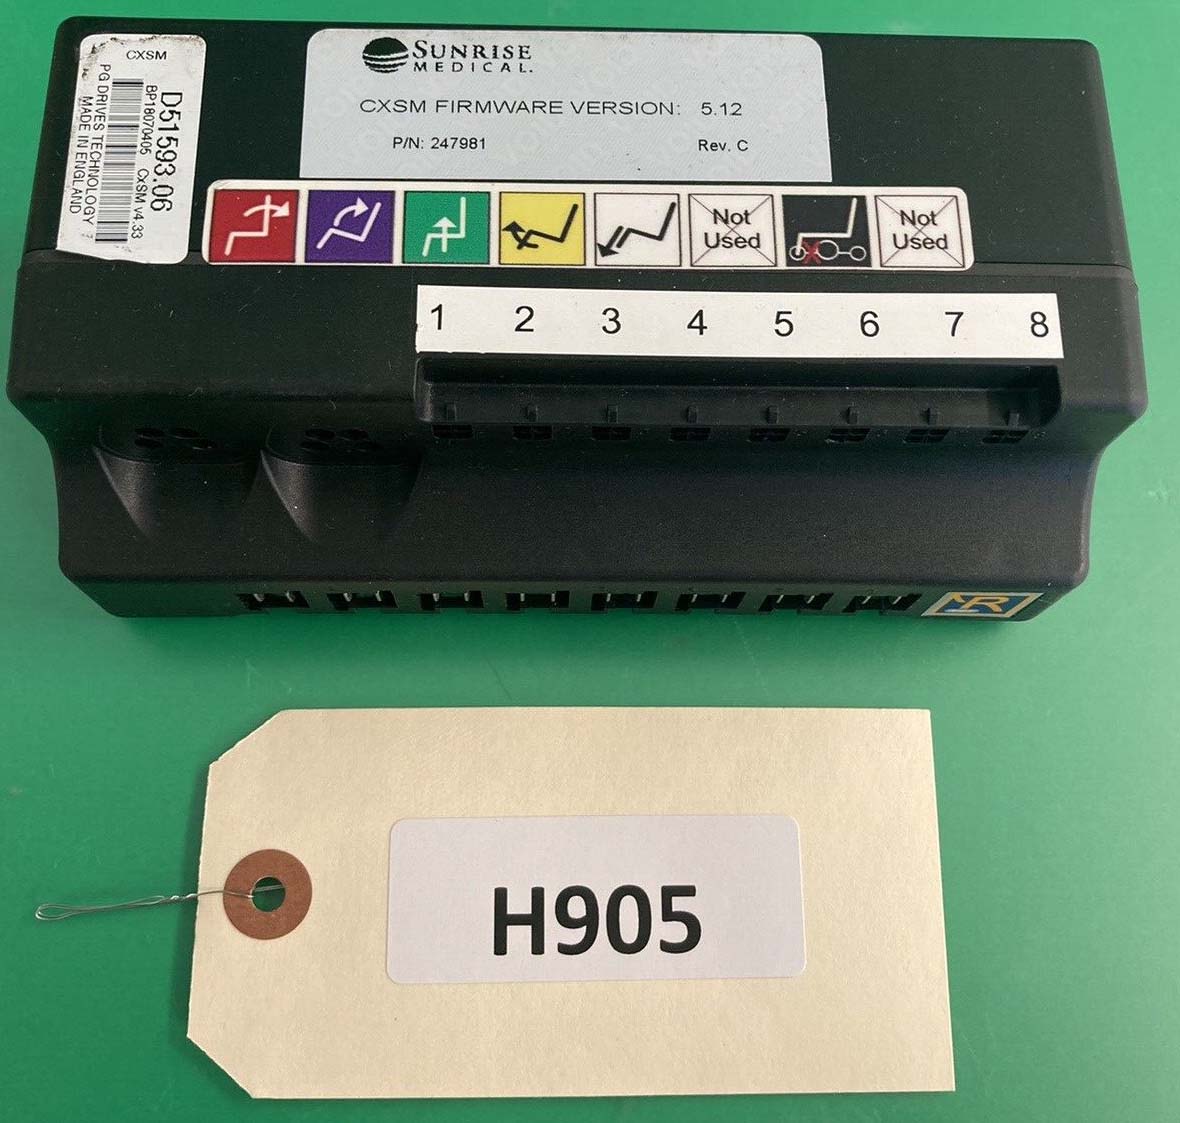 CXSM
D51593.06
BP18070405 CxSM v4.33
PG DRIVES TECHNOLOGY
MADE IN ENGLAND
SUNRISE
MEDICAL.
CXSM FIRMWARE VERSION: 5.12
P/N: 247981 Rev. C
Not
Used
X
Not
Used
1 2 3 4 5 6 7 8
R
H905